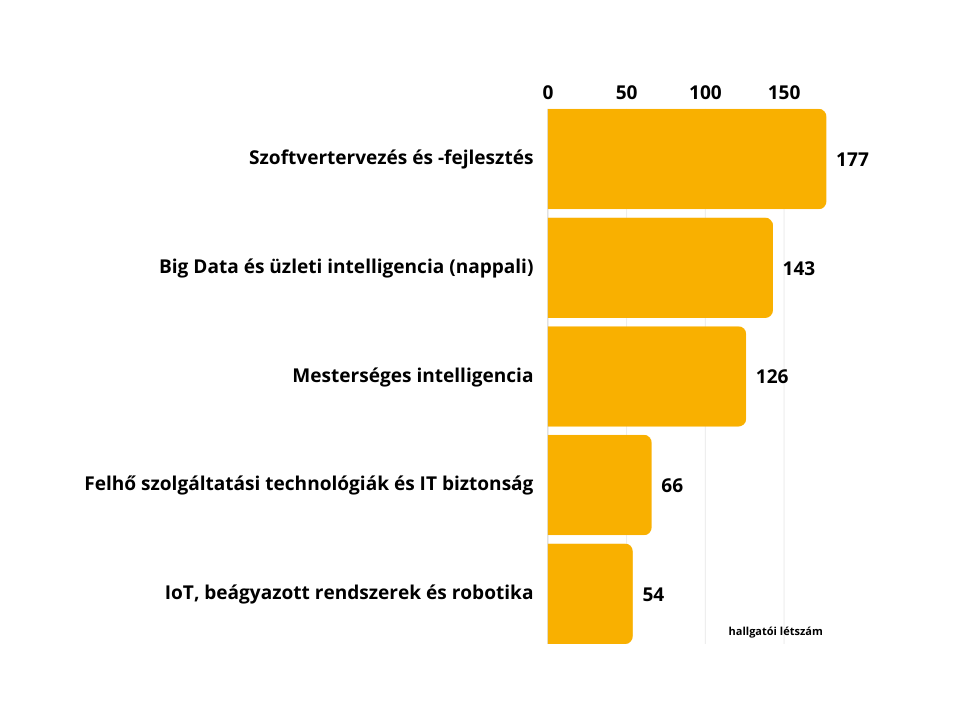 0 50 100 150
Szoftvertervezés és -fejlesztés 177
Big Data és üzleti intelligencia (nappali) 143
Mesterséges intelligencia 126
Felhő szolgáltatási technológiák és IT biztonság 66
IoT, beágyazott rendszerek és robotika 54
hallgatói létszám